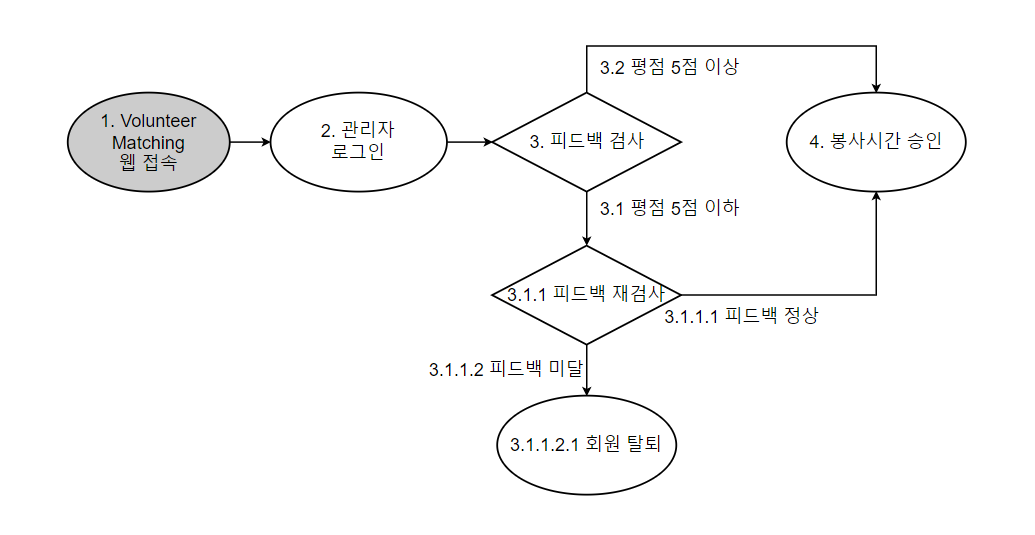 1. Volunteer
Matching
웹 접속
2. 관리자
로그인
3. 피드백 검사
3.2 평점 5점 이상
4. 봉사시간 승인
3.1 평점 5점 이하
3.1.1 피드백 재검사
3.1.1.1 피드백 정상
3.1.1.2 피드백 미달
3.1.1.2.1 회원 탈퇴